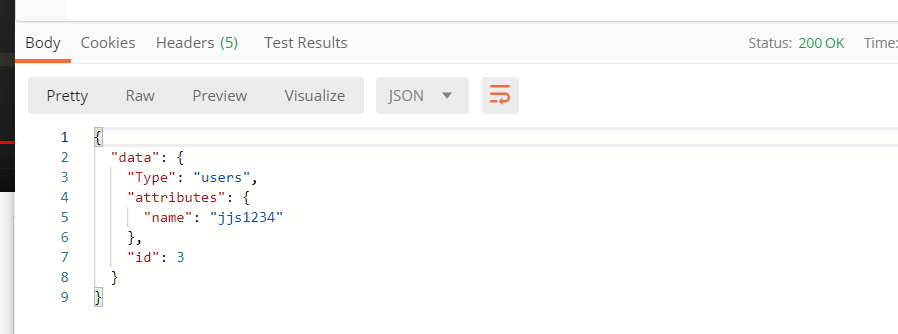 Body Cookies Headers (5) Test Results Status: 200 OK Time:
Pretty Raw Preview Visualize JSON
1 {
2 "data": {
3 "Type": "users",
4 "attributes": {
5 "name": "jjs1234"
6 },
7 "id": 3
8 }
9 }